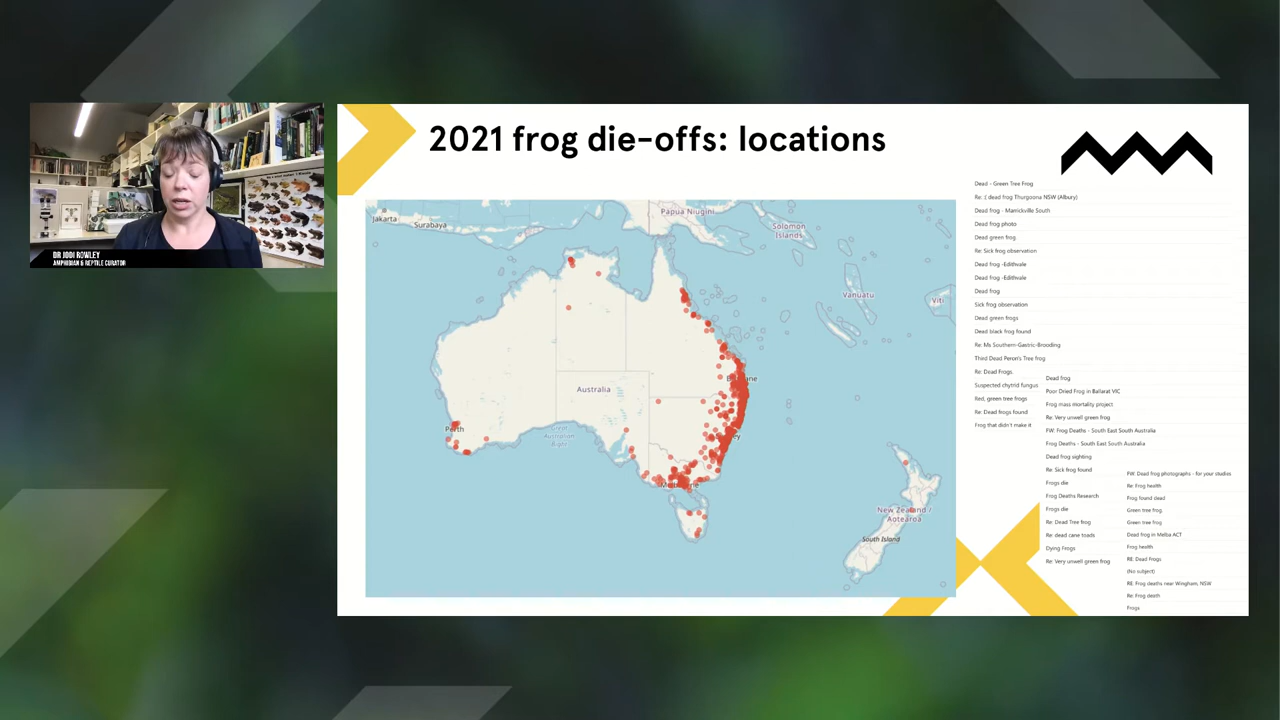 DR JODI ROWLEY
AMPHIBIAN & REPTILE CURATOR
2021 frog die-offs: locations
Jakarta
Surabaya
Papua Niugini
Solomon
Islands
Vanuatu
Viti
Australia
Perth
Great
Australian
Bight
New Zealand /
Aotearoa
South Island
Dead - Green Tree Frog
dead frog Thurgoona NSW (Albury)
Dead frog - Marrickville South
Dead frog photo
Dead green frog
Re: Sick frog observation
Dead frog -Edithvale
Dead frog -Edithvale
Dead frog
Sick frog observation
Dead green frogs
Dead black frog found
Re: Ms Southern-Gastric-Brooding
Third Dead Peron's Tree frog
Re: Dead Frogs.
Suspected chytrid fungus
Red, green tree frogs
Re: Dead frogs found
Frog that didn't make it
Dead frog
Poor Dried Frog in Ballarat VIC
Frog mass mortality project
Re: Very unwell green frog
FW: Frog Deaths - South East South Australia
Frog Deaths - South East South Australia
Dead frog sighting
Re: Sick frog found
Frogs die
Frog Deaths Research
Frogs die
Re: Dead Tree frog
Re: dead cane toads
Dying Frogs
Re: Very unwell green frog
FW: Dead frog photographs - for your studies
Re: Frog health
Frog found dead
Green tree frog.
Green tree frog
Dead frog in Melba ACT
Frog health
RE: Dead Frogs
(No subject)
RE: Frog deaths near Wingham, NSW
Re: Frog death
Frogs